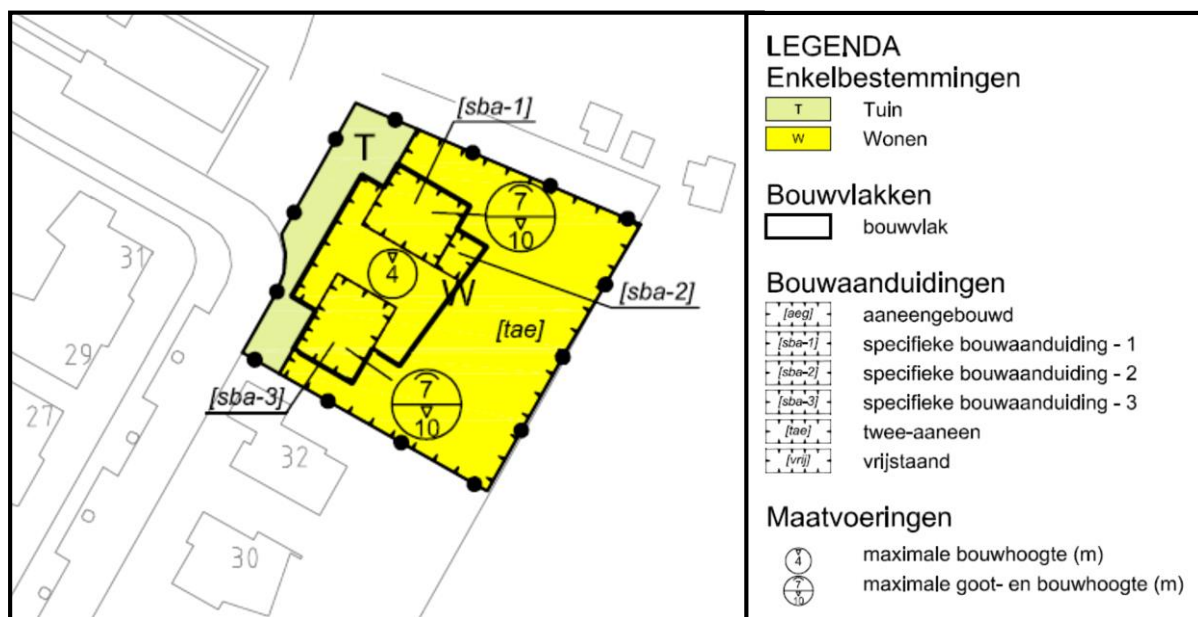 [sba-1]
T
7
10
31
4
[sba-2]
W
29
[tae]
[sba-3]
7
10
27
32
30
LEGENDA
Enkelbestemmingen
T Tuin
W Wonen
Bouwvlakken
bouwvlak
Bouwaanduidingen
[aeg] aaneengebouwd
[sba-1] specifieke bouwaanduiding - 1
[sba-2] specifieke bouwaanduiding - 2
[sba-3] specifieke bouwaanduiding - 3
[tae] twee-aaneen
[vrij] vrijstaand
Maatvoeringen
4 maximale bouwhoogte (m)
7 maximale goot- en bouwhoogte (m)
10